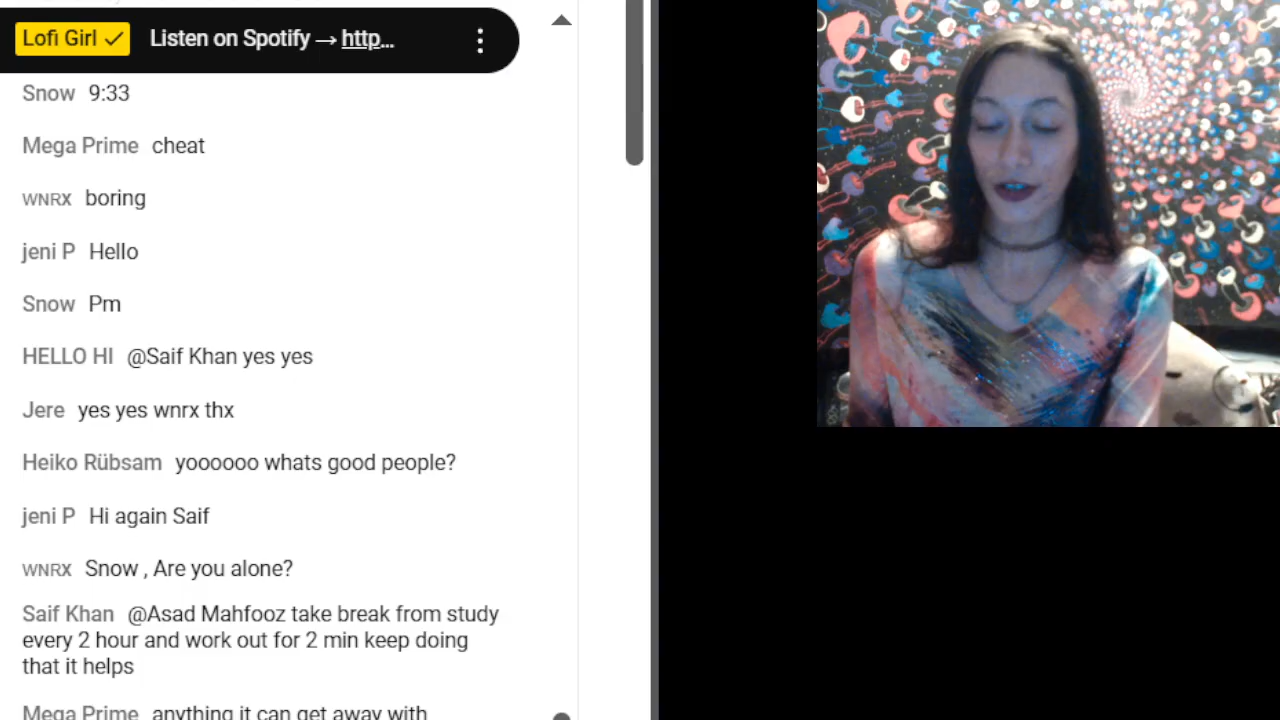 Lofi Girl ✓ Listen on Spotify → http...
Snow 9:33
Mega Prime cheat
WNRX boring
jeni P Hello
Snow Pm
HELLO HI @Saif Khan yes yes
Jere yes yes wnrx thx
Heiko Rübsam yoooooo whats good people?
jeni P Hi again Saif
WNRX Snow , Are you alone?
Saif Khan @Asad Mahfooz take break from study
every 2 hour and work out for 2 min keep doing
that it helps
Mega Prime anything it can get away with